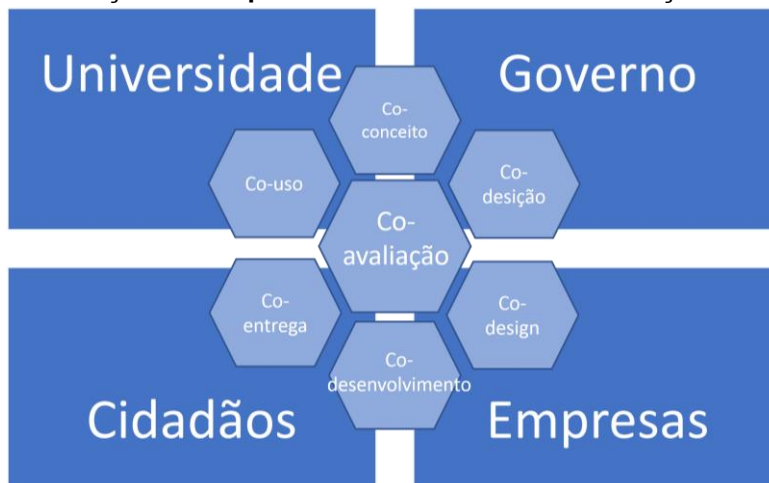 Universidade
Governo
Co-
conceito
Co-uso
Co-
desição
Co-
avaliação
Co-
entrega
Co-
design
Co-
desenvolvimento
Cidadãos
Empresas